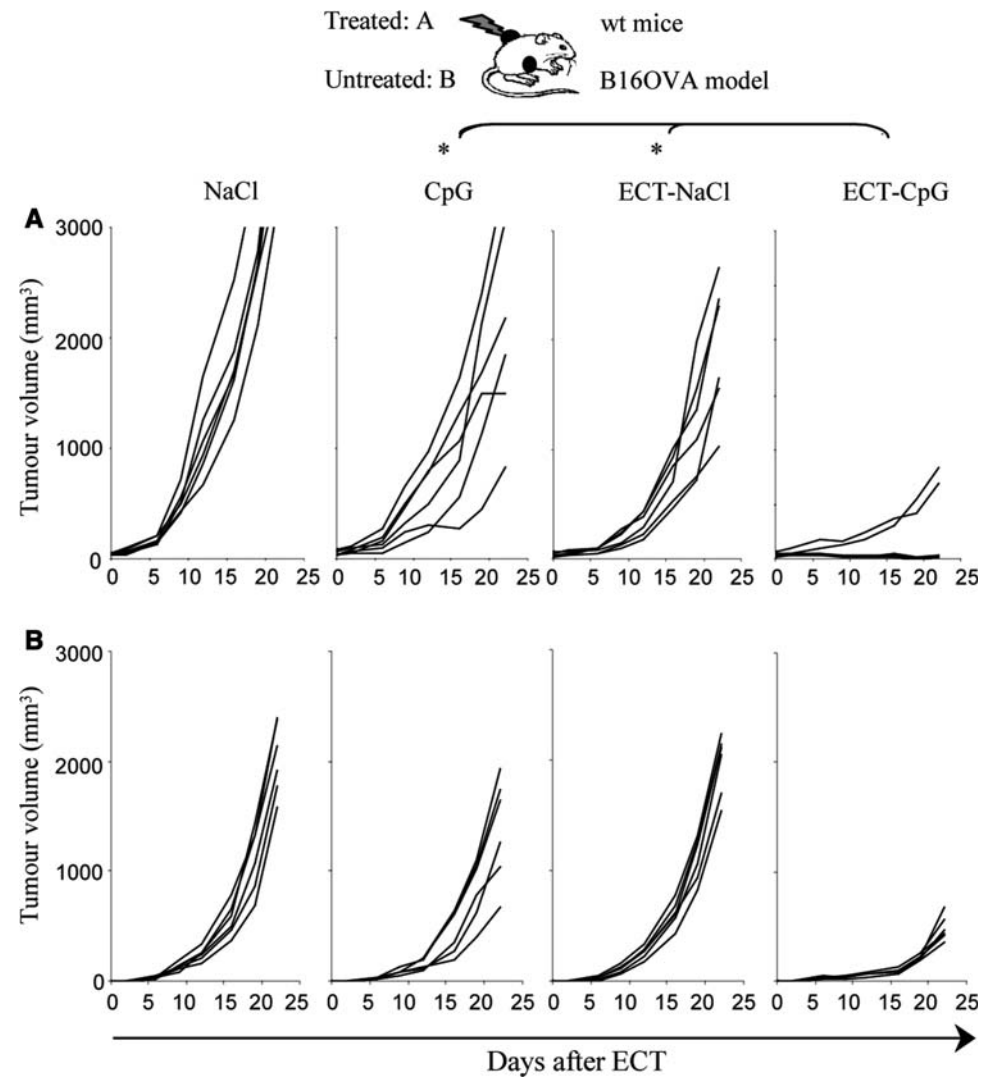 Treated: A wt mice
Untreated: B B16OVA model
* *
NaCl CpG ECT-NaCl ECT-CpG
A
Tumour volume (mm³)
3000
2000
1000
0
0 5 10 15 20 25 0 5 10 15 20 25 0 5 10 15 20 25 0 5 10 15 20 25
B
Tumour volume (mm³)
3000
2000
1000
0
0 5 10 15 20 25 0 5 10 15 20 25 0 5 10 15 20 25 0 5 10 15 20 25
Days after ECT